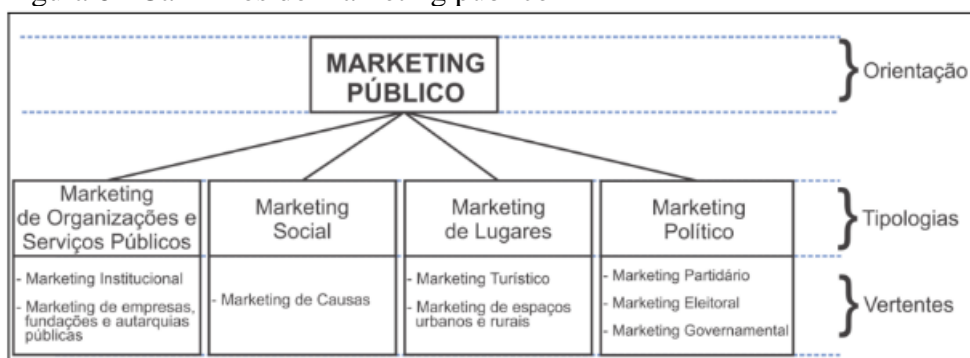 MARKETING
PÚBLICO
Orientação
Marketing
de Organizações e
Serviços Públicos
Marketing
Social
Marketing
de Lugares
Marketing
Político
Tipologias
- Marketing Institucional
- Marketing de empresas,
fundações e autarquias
públicas
- Marketing de Causas
- Marketing Turístico
- Marketing de espaços
urbanos e rurais
- Marketing Partidário
- Marketing Eleitoral
- Marketing Governamental
Vertentes